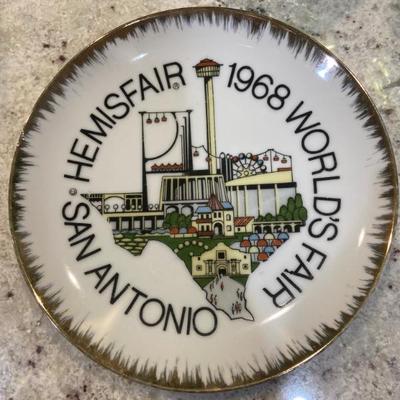 HEMISFAIR® 1968 WORLD'S FAIR
© SAN ANTONIO